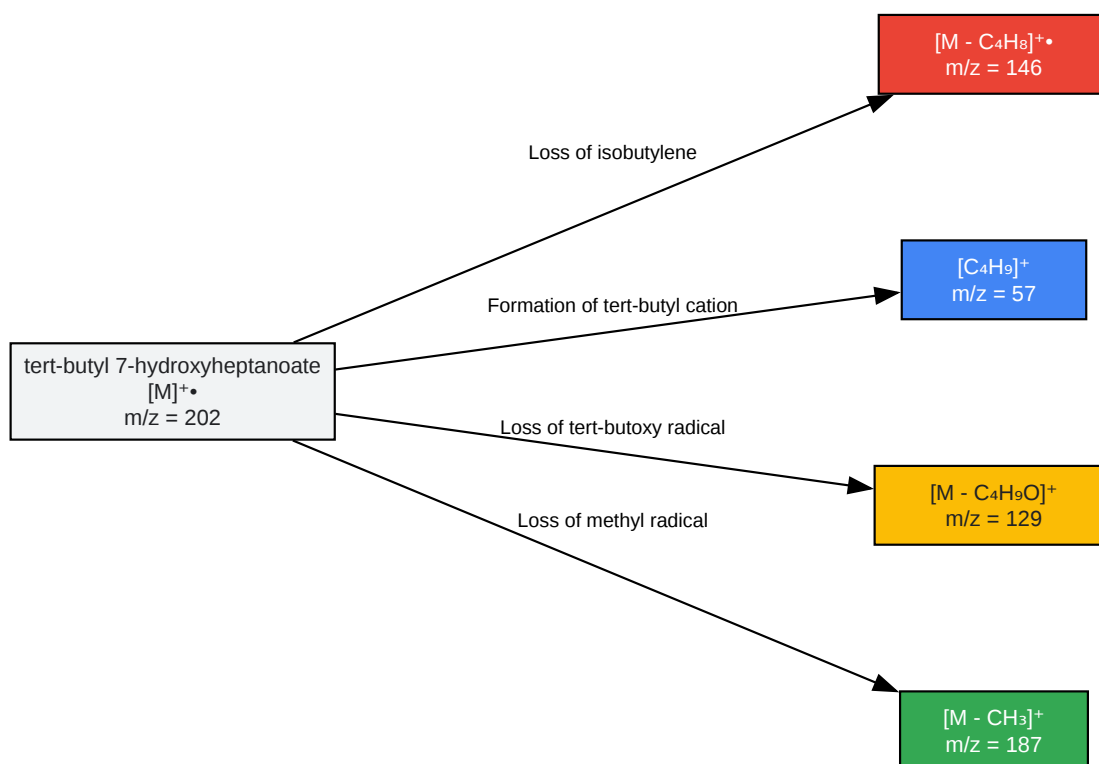 [M - C₄H₈]⁺•
m/z = 146
Loss of isobutylene
[C₄H₉]⁺
m/z = 57
Formation of tert-butyl cation
tert-butyl 7-hydroxyheptanoate
[M]⁺•
m/z = 202
Loss of tert-butoxy radical
[M - C₄H₉O]⁺
m/z = 129
Loss of methyl radical
[M - CH₃]⁺
m/z = 187